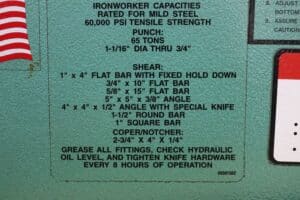 IRONWORKER CAPACITIES
RATED FOR MILD STEEL
60,000 PSI TENSILE STRENGTH
PUNCH:
65 TONS
1-1/16" DIA THRU 3/4"
SHEAR:
1" x 4" FLAT BAR WITH FIXED HOLD DOWN
3/4" x 10" FLAT BAR
5/8" x 15" FLAT BAR
5" x 5" x 3/8" ANGLE
4" x 4" x 1/2" ANGLE WITH SPECIAL KNIFE
1-1/2" ROUND BAR
1" SQUARE BAR
COPER/NOTCHER:
2-3/4" X 4" X 1/4"
GREASE ALL FITTINGS, CHECK HYDRAULIC
OIL LEVEL, AND TIGHTEN KNIFE HARDWARE
EVERY 8 HOURS OF OPERATION
ADJUST
BOTTOM
ASSURE
CAUTION